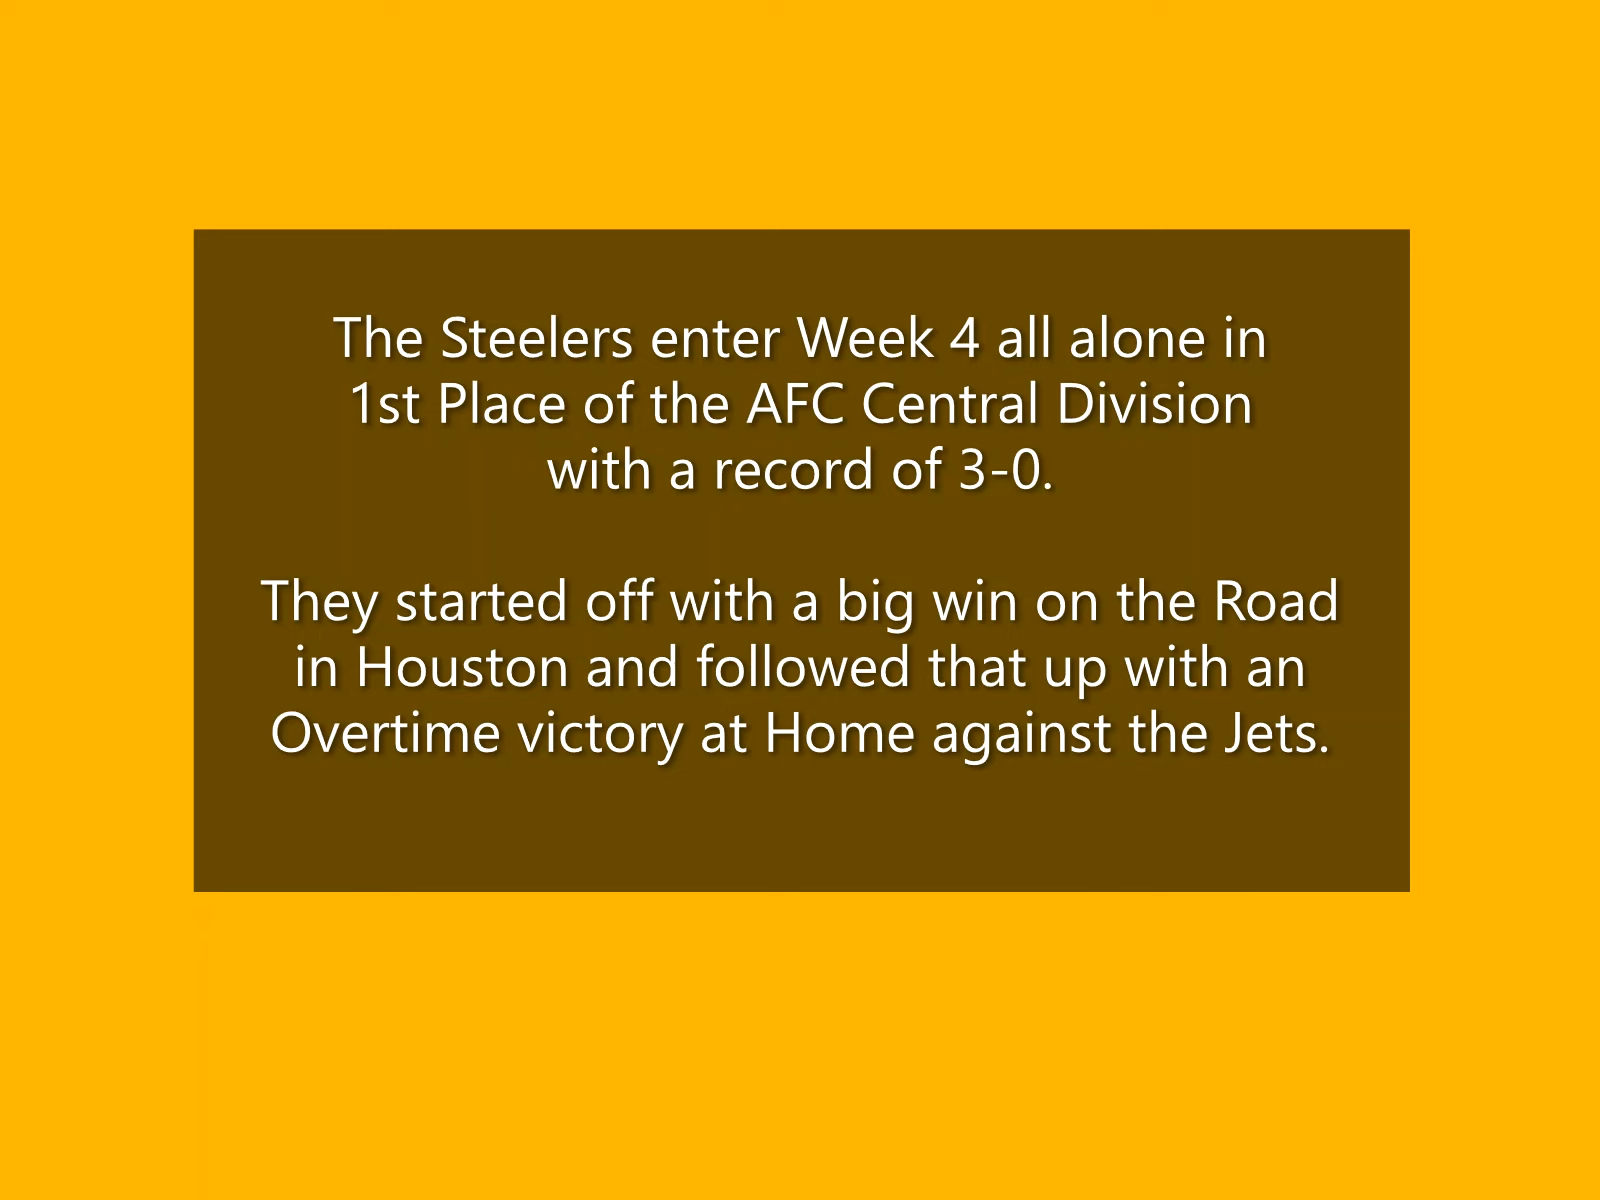 The Steelers enter Week 4 all alone in
1st Place of the AFC Central Division
with a record of 3-0.
They started off with a big win on the Road
in Houston and followed that up with an
Overtime victory at Home against the Jets.